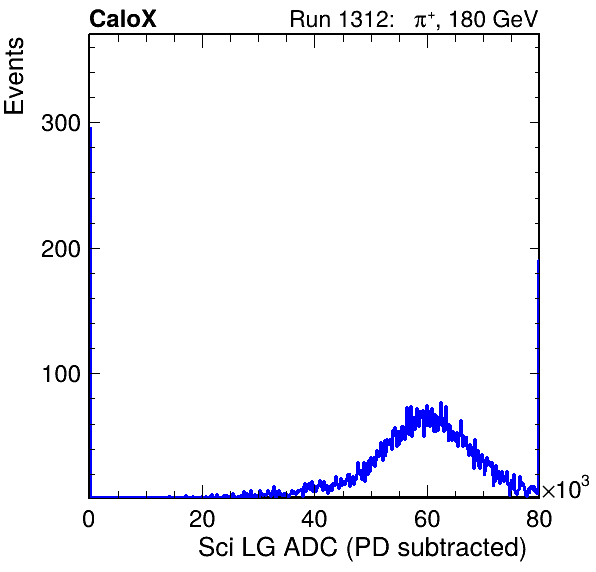 CaloX Run 1312: π⁺, 180 GeV
Events
300
200
100
0 20 40 60 80
×10³
Sci LG ADC (PD subtracted)